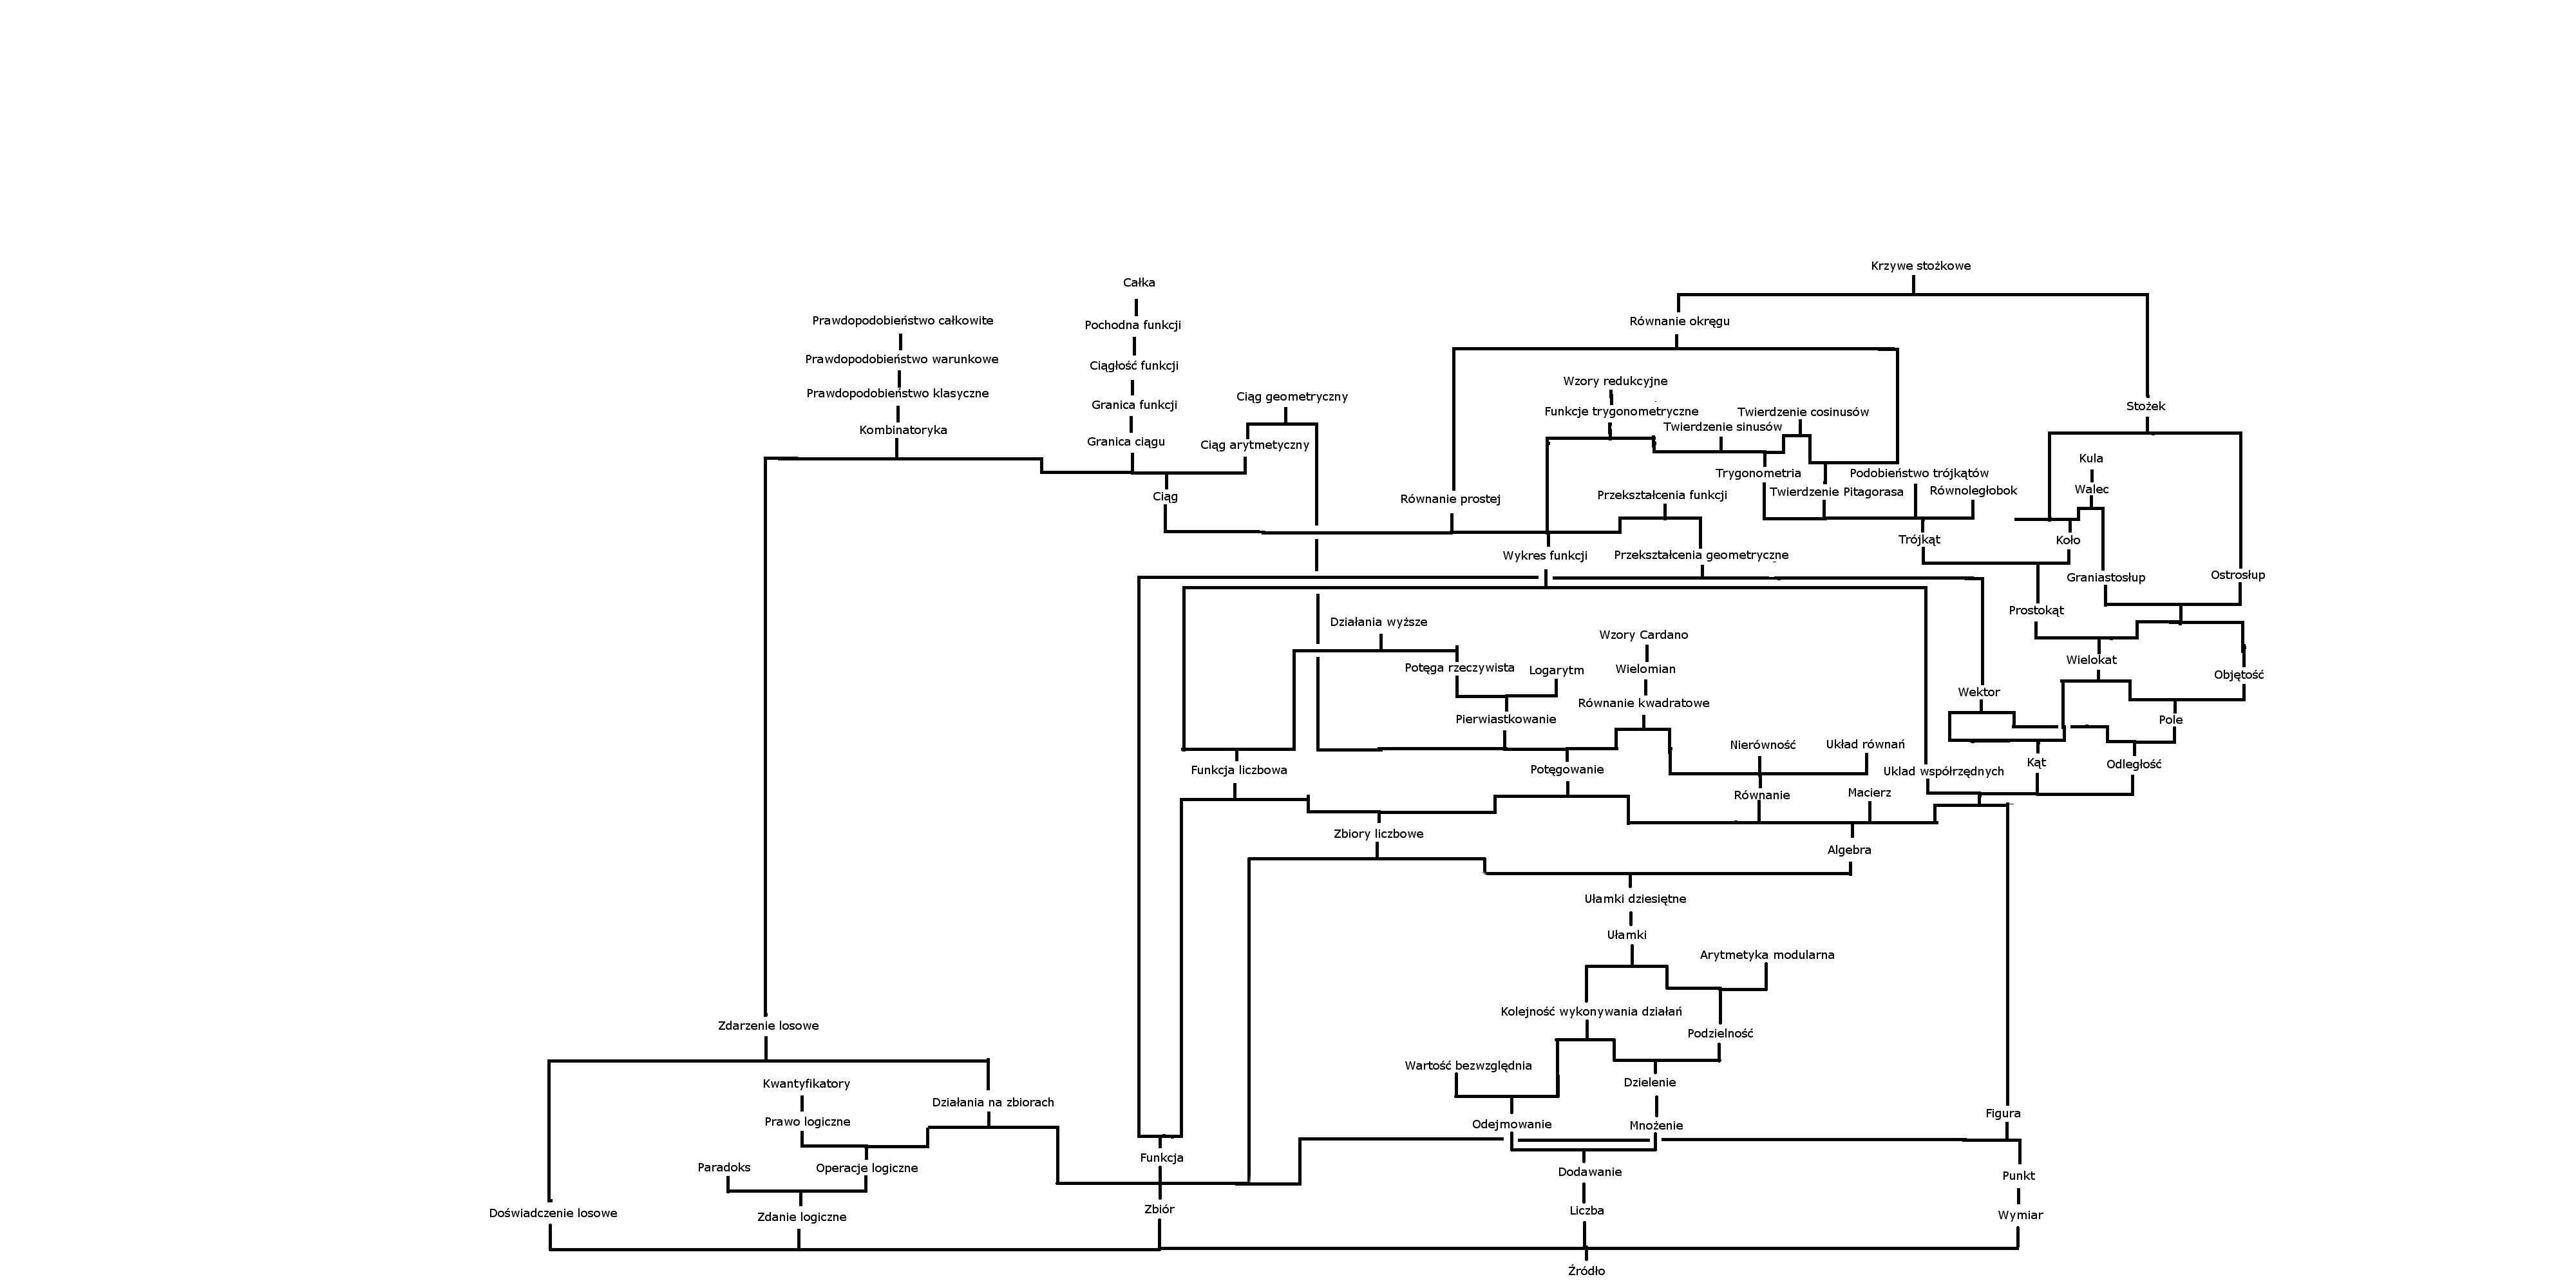 Krzywe stożkowe
Całka
Prawdopodobieństwo całkowite
Pochodna funkcji
Równanie okręgu
Prawdopodobieństwo warunkowe
Ciągłość funkcji
Wzory redukcyjne
Prawdopodobieństwo klasyczne
Ciąg geometryczny
Granica funkcji
Stożek
Funkcje trygonometryczne
Twierdzenie cosinusów
Twierdzenie sinusów
Kombinatoryka
Granica ciągu
Ciąg arytmetyczny
Kula
Trygonometria
Podobieństwo trójkątów
Walec
Twierdzenie Pitagorasa
Równoległobok
Ciąg
Równanie prostej
Przekształcenia funkcji
Trójkąt
Koło
Wykres funkcji
Przekształcenia geometryczne
Graniastosłup
Ostrosłup
Prostokąt
Działania wyższe
Wzory Cardano
Wielokat
Potęga rzeczywista
Logarytm
Wielomian
Objętość
Wektor
Równanie kwadratowe
Pierwiastkowanie
Pole
Nierówność
Układ równań
Kąt
Odległość
Funkcja liczbowa
Potęgowanie
Uklad współrzędnych
Równanie
Macierz
Zbiory liczbowe
Algebra
Ułamki dziesiętne
Ułamki
Arytmetyka modularna
Kolejność wykonywania działań
Zdarzenie losowe
Podzielność
Wartość bezwzględnia
Kwantyfikatory
Dzielenie
Działania na zbiorach
Figura
Prawo logiczne
Odejmowanie
Mnożenie
Funkcja
Paradoks
Operacje logiczne
Dodawanie
Punkt
Doświadczenie losowe
Zdanie logiczne
Zbiór
Liczba
Wymiar
Źródło